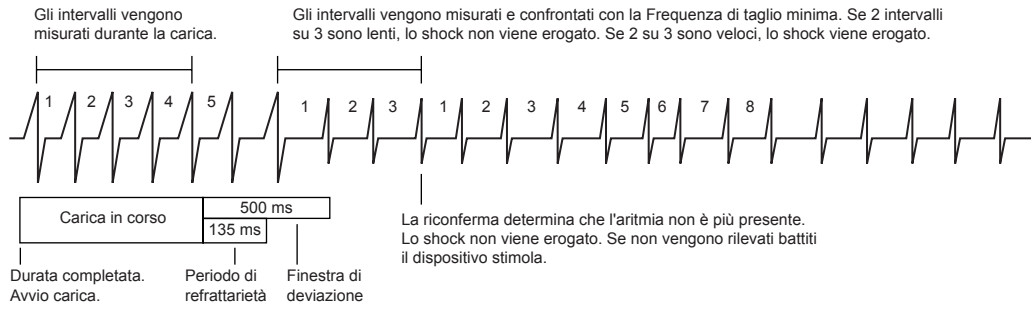 Gli intervalli vengono
misurati durante la carica.
Gli intervalli vengono misurati e confrontati con la Frequenza di taglio minima. Se 2 intervalli
su 3 sono lenti, lo shock non viene erogato. Se 2 su 3 sono veloci, lo shock viene erogato.
1 2 3 4 5 1 2 3 1 2 3 4 5 6 7 8
Carica in corso
500 ms
135 ms
La riconferma determina che l'aritmia non è più presente.
Lo shock non viene erogato. Se non vengono rilevati battiti
il dispositivo stimola.
Durata completata.
Avvio carica.
Periodo di
refrattarietà
Finestra di
deviazione